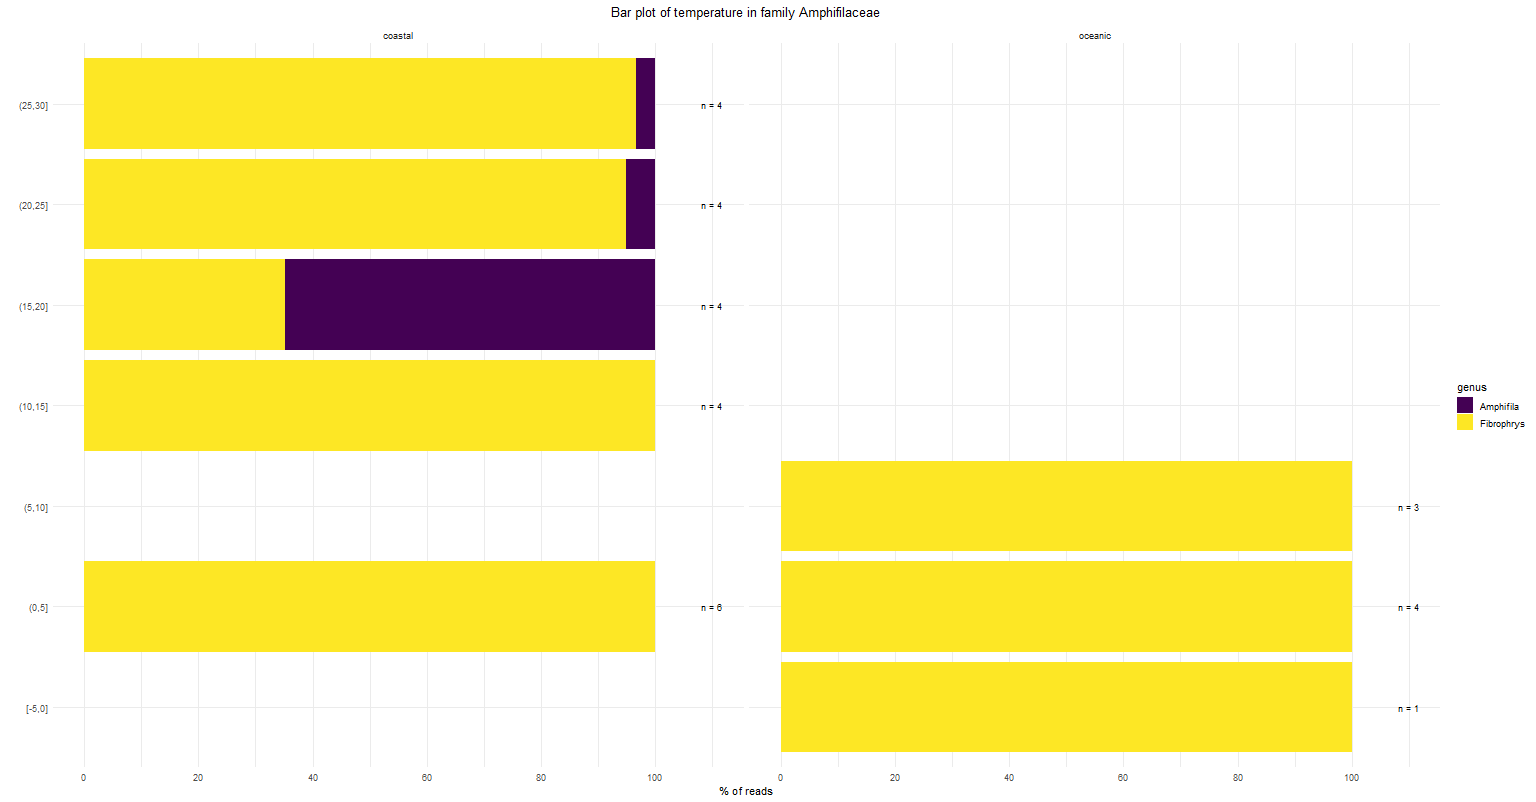 Bar plot of temperature in family Amphifilaceae
coastal
oceanic
(25,30]
n = 4
(20,25]
n = 4
(15,20]
n = 4
(10,15]
n = 4
(5,10]
n = 3
(0,5]
n = 6
n = 4
[-5,0]
n = 1
0 20 40 60 80 100
0 20 40 60 80 100
% of reads
genus
Amphifila
Fibrophrys